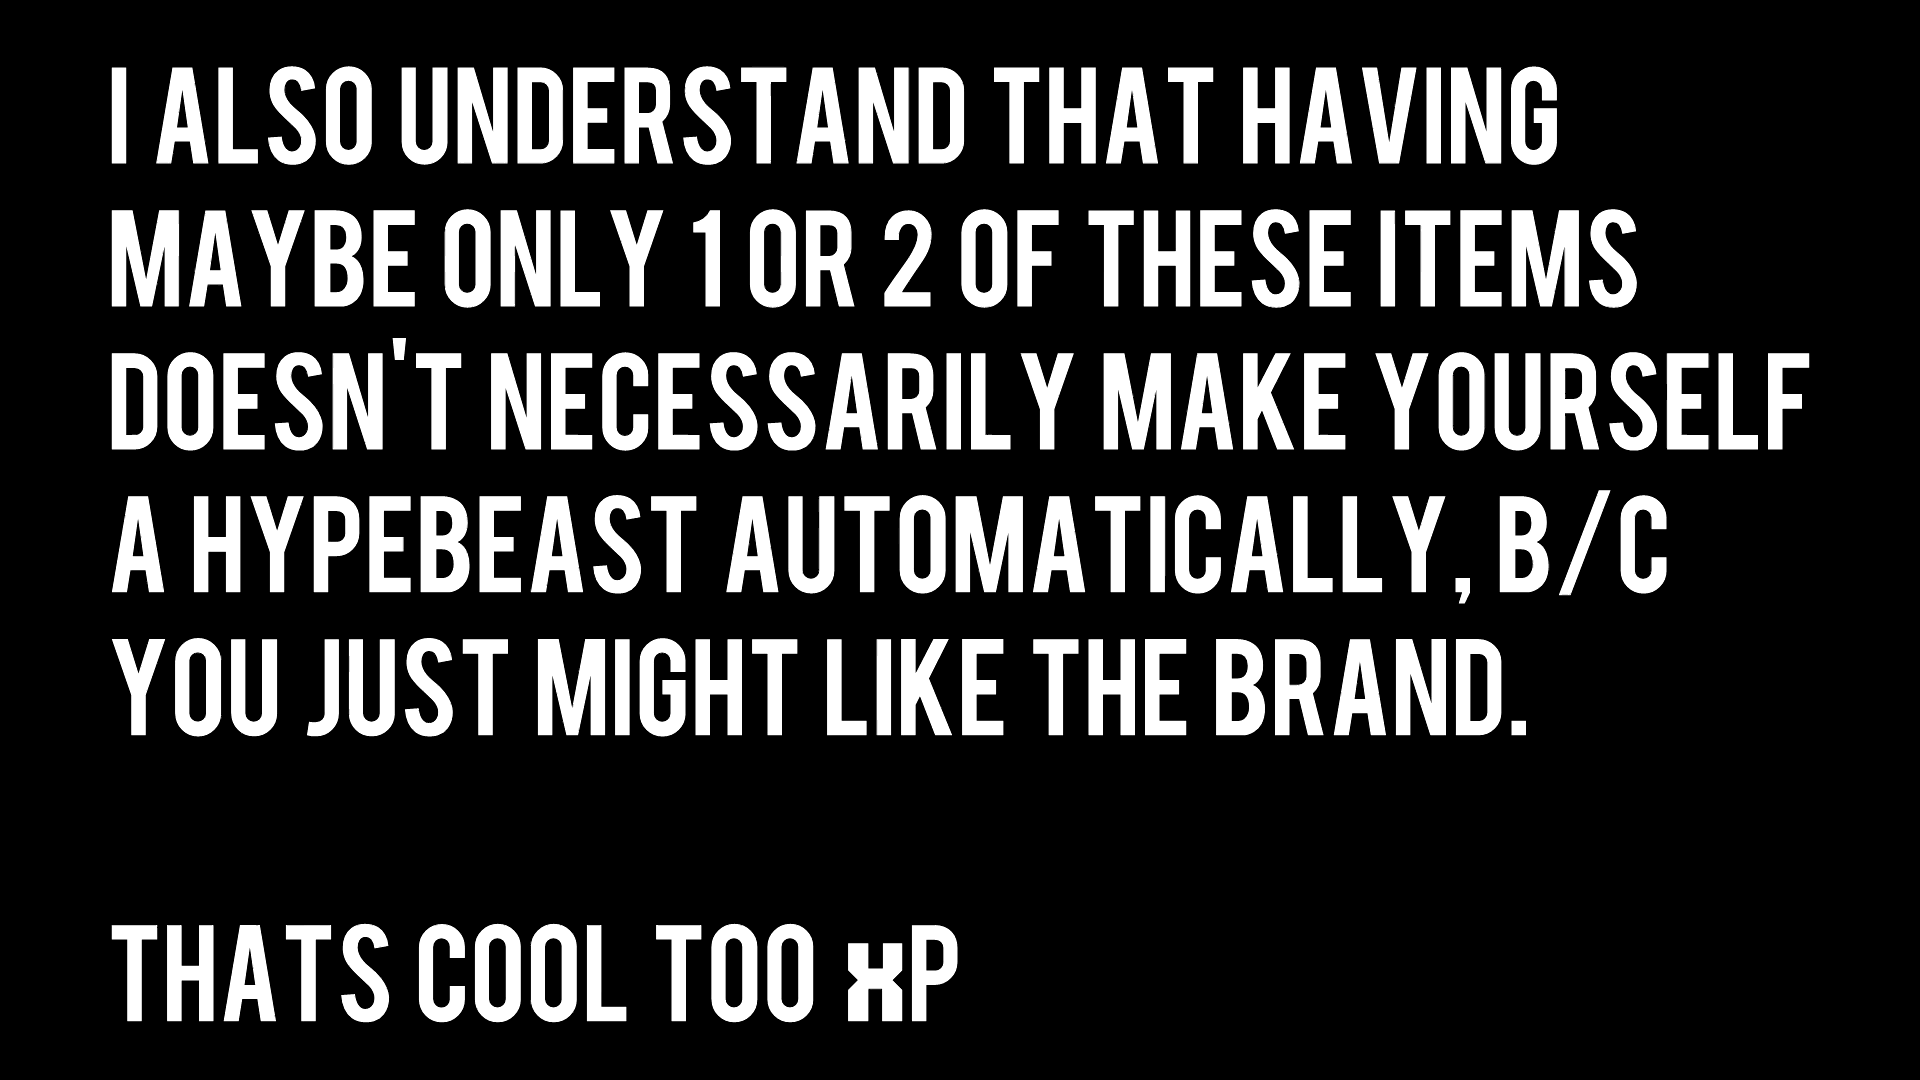 I ALSO UNDERSTAND THAT HAVING
MAYBE ONLY 1 OR 2 OF THESE ITEMS
DOESN'T NECESSARILY MAKE YOURSELF
A HYPEBEAST AUTOMATICALLY, B/C
YOU JUST MIGHT LIKE THE BRAND.
THATS COOL TOO xP